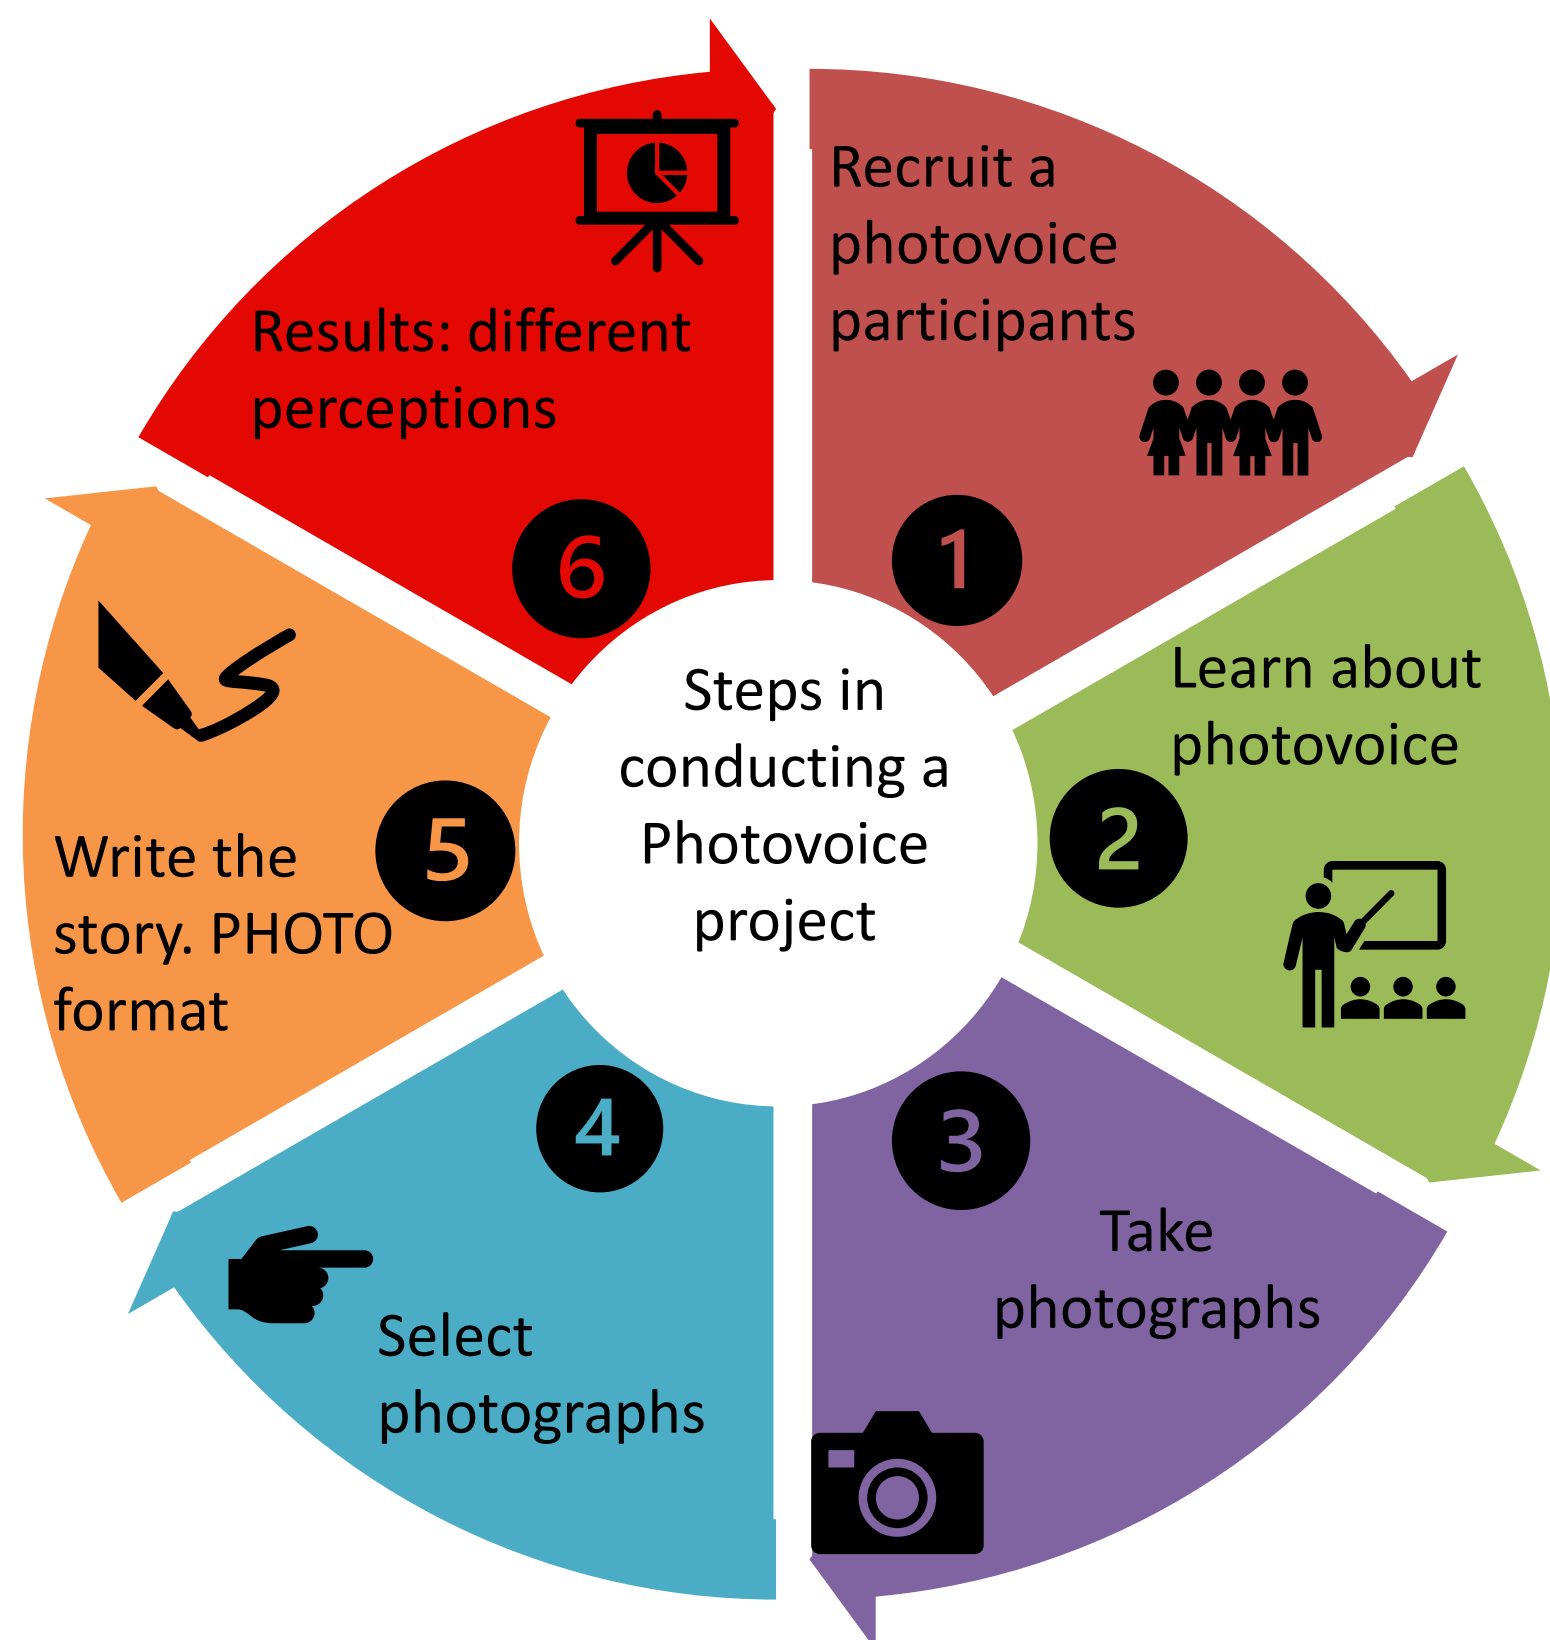 Steps in
conducting a
Photovoice
project
Recruit a
photovoice
participants
1
Learn about
photovoice
2
3
Take
photographs
4
Select
photographs
5
Write the
story. PHOTO
format
Results: different
perceptions
6